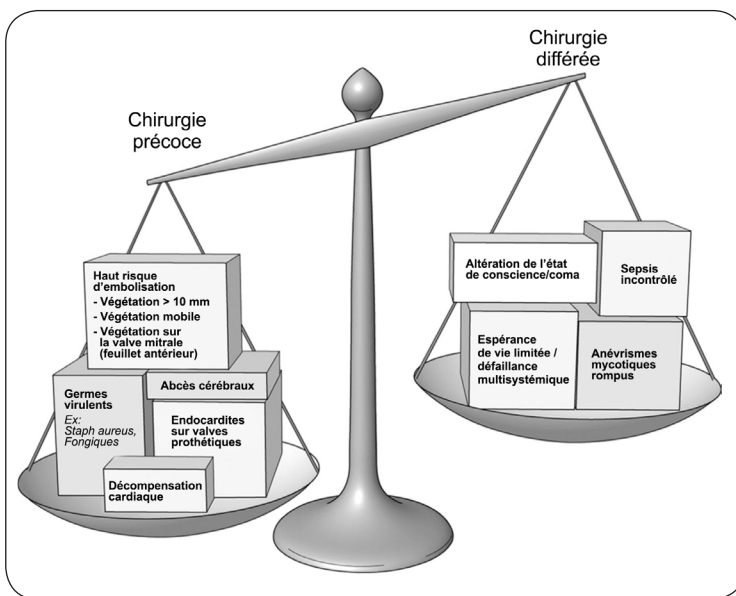 Chirurgie
précoce
Haut risque
d'embolisation
- Végétation > 10 mm
- Végétation mobile
- Végétation sur
la valve mitrale
(feuillet antérieur)
Germes
virulents
Ex:
Staph aureus,
Fongiques
Abcès cérébraux
Endocardites
sur valves
prothétiques
Décompensation
cardiaque
Chirurgie
différée
Altération de l'état
de conscience/coma
Sepsis
incontrôlé
Espérance
de vie limitée /
défaillance
multisystémique
Anévrismes
mycotiques
rompus